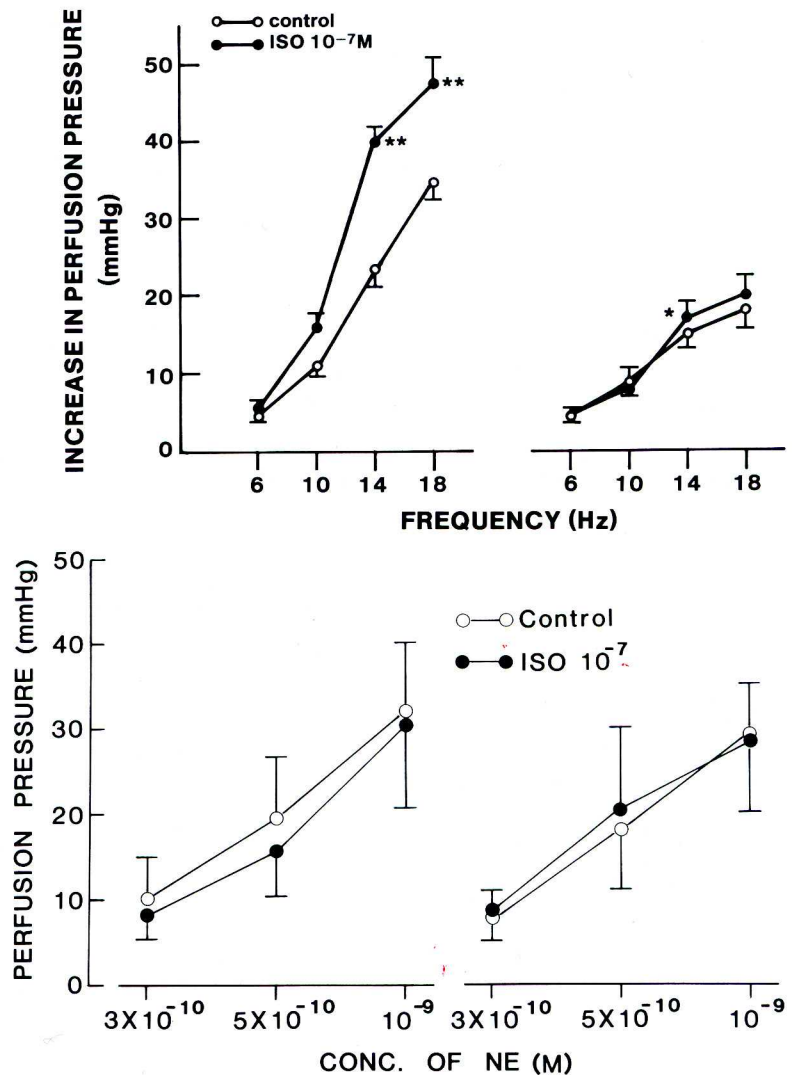 control
ISO 10⁻⁷M
INCREASE IN PERFUSION PRESSURE
(mmHg)
50
40
30
20
10
0
**
**
*
6 10 14 18 6 10 14 18
FREQUENCY (Hz)
PERFUSION PRESSURE (mmHg)
50
40
30
20
10
0
Control
ISO 10⁻⁷
3X10⁻¹⁰ 5X10⁻¹⁰ 10⁻⁹ 3X10⁻¹⁰ 5X10⁻¹⁰ 10⁻⁹
CONC. OF NE (M)